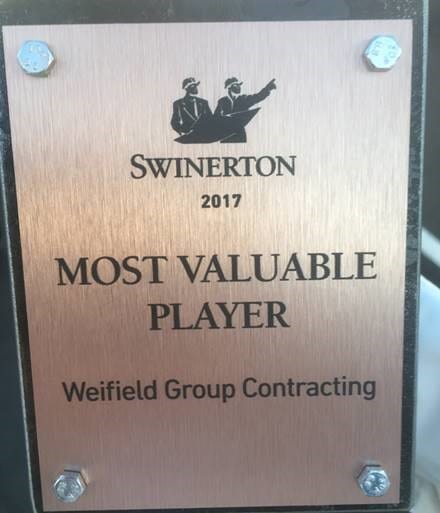 SWINERTON
2017
MOST VALUABLE
PLAYER
Weifield Group Contracting